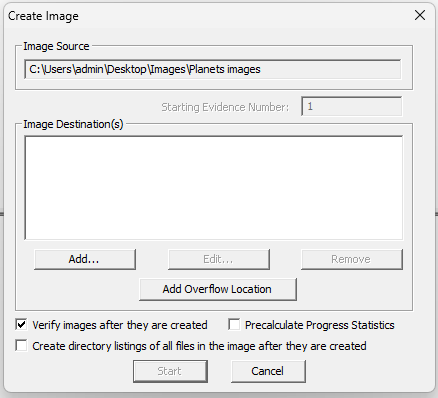 Create Image
Image Source
C:\Users\admin\Desktop\Images\Planets images
Starting Evidence Number: 1
Image Destination(s)
Add... Edit... Remove
Add Overflow Location
Verify images after they are created Precalculate Progress Statistics
Create directory listings of all files in the image after they are created
Start Cancel